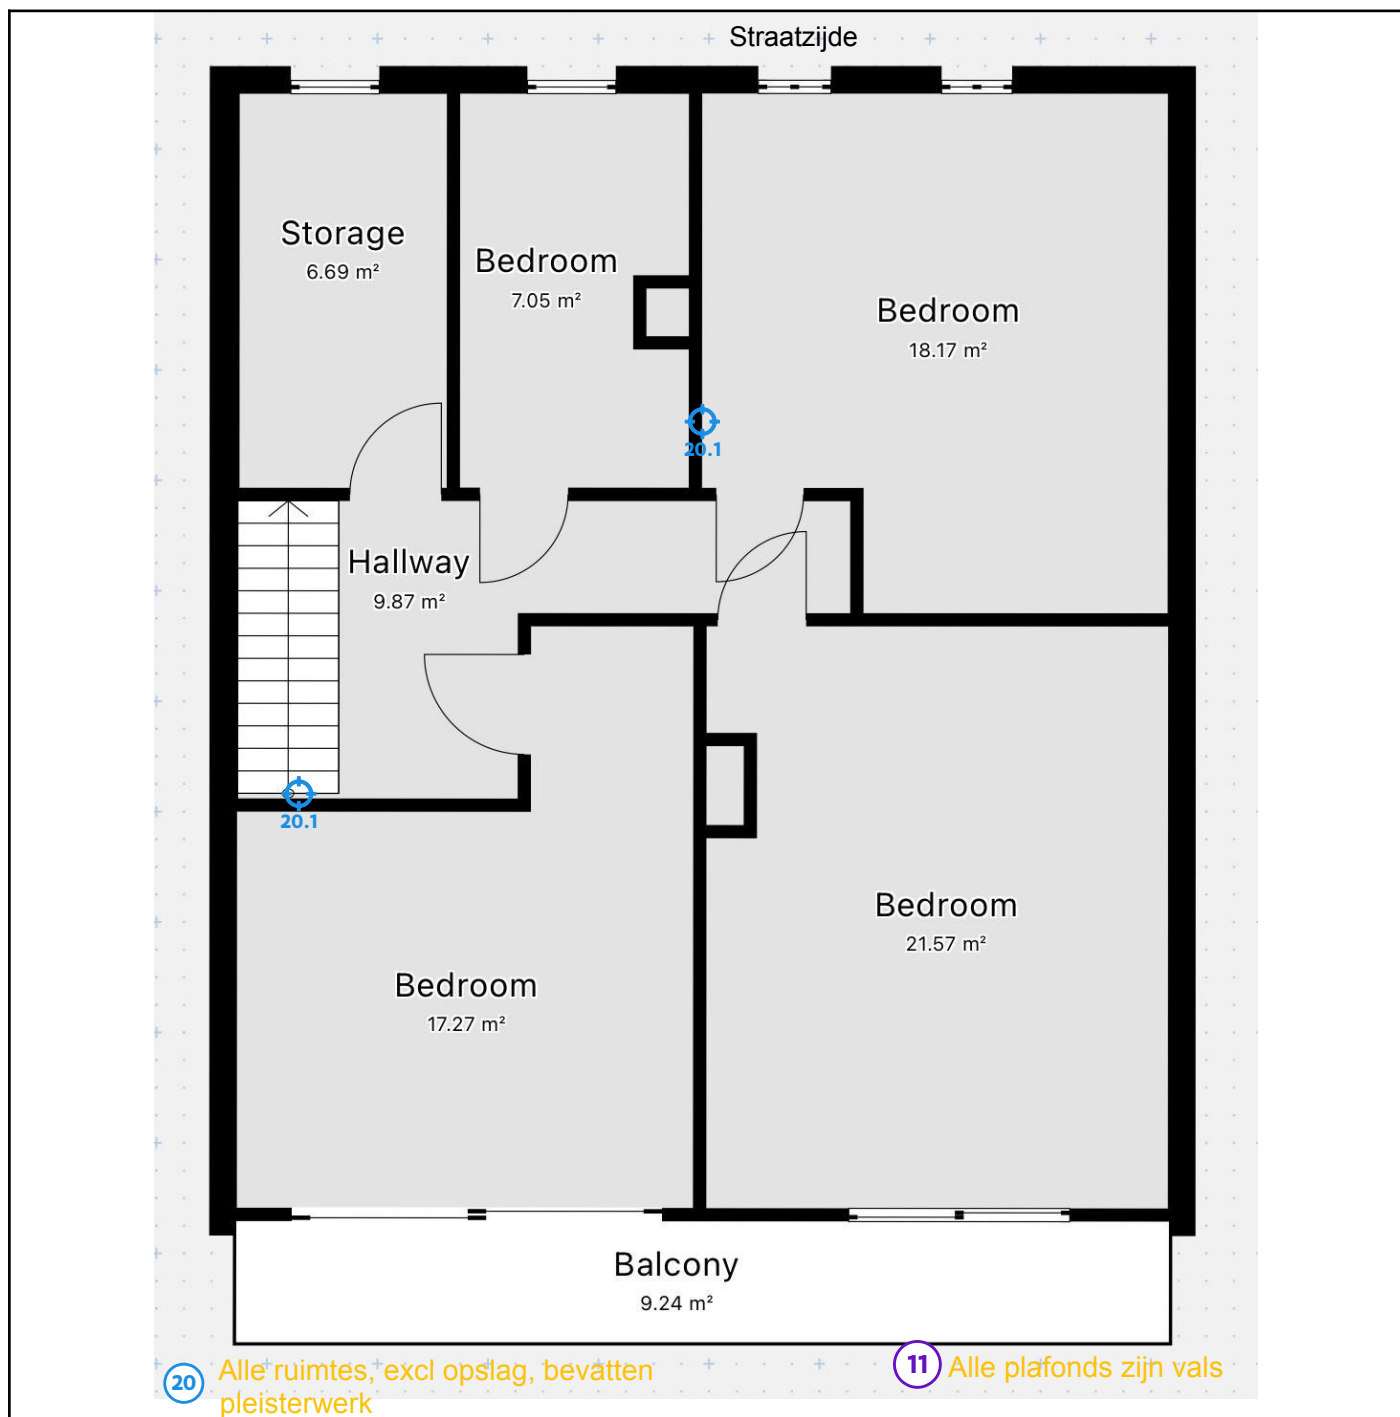 Straatzijde
Storage
6.69 m²
Bedroom
7.05 m²
Bedroom
18.17 m²
20.1
Hallway
9.87 m²
20.1
Bedroom
21.57 m²
Bedroom
17.27 m²
Balcony
9.24 m²
20 Alle ruimtes, excl opslag, bevatten
pleisterwerk
11 Alle plafonds zijn vals